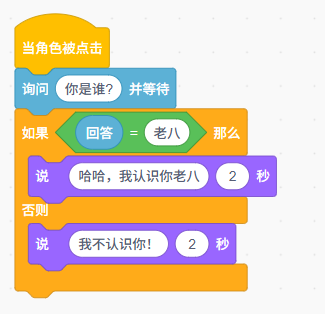 当角色被点击
询问 你是谁? 并等待
如果 回答 = 老八 那么
说 哈哈，我认识你老八 2 秒
否则
说 我不认识你！ 2 秒